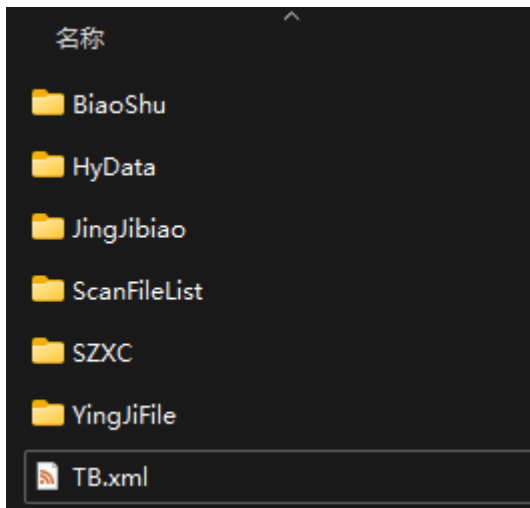 名称
BiaoShu
HyData
JingJibiao
ScanFileList
SZXC
YingJiFile
TB.xml